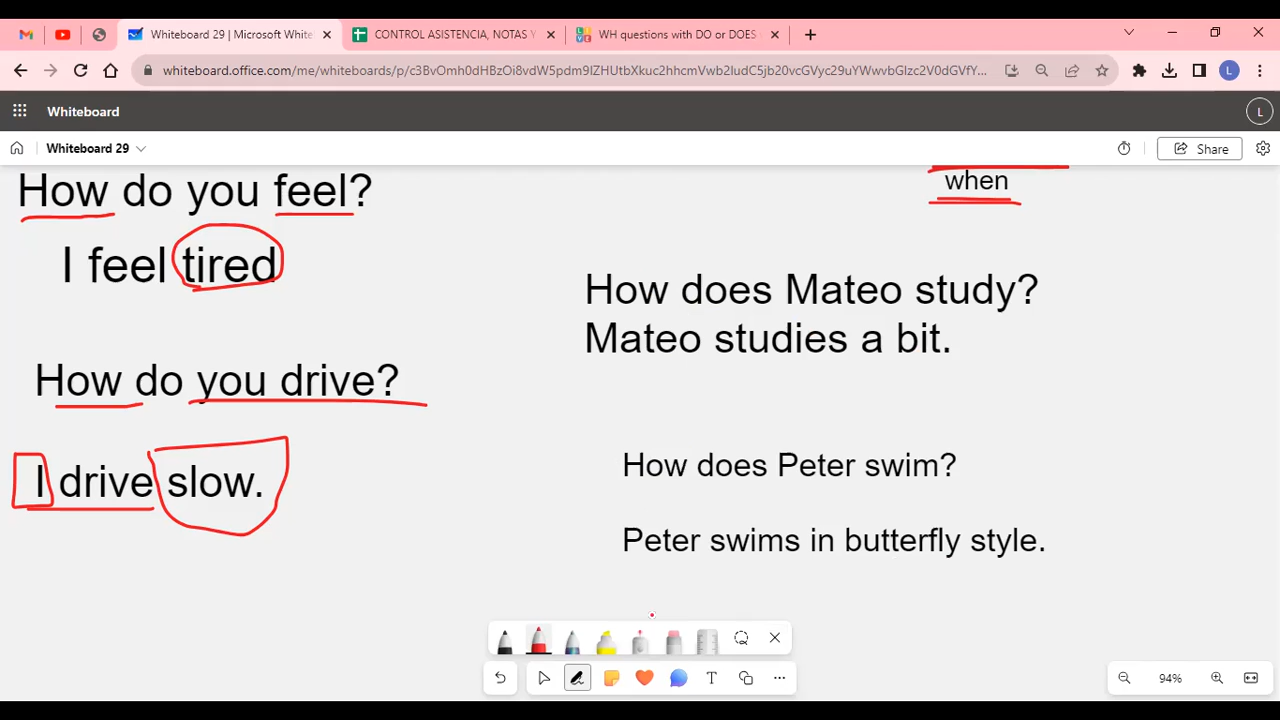 Whiteboard 29 | Microsoft White
CONTROL ASISTENCIA, NOTAS Y
WH questions with DO or DOES
Whiteboard
L
Whiteboard 29
Share
How do you feel?
I feel tired
How do you drive?
I drive slow.
when
How does Mateo study?
Mateo studies a bit.
How does Peter swim?
Peter swims in butterfly style.
94%